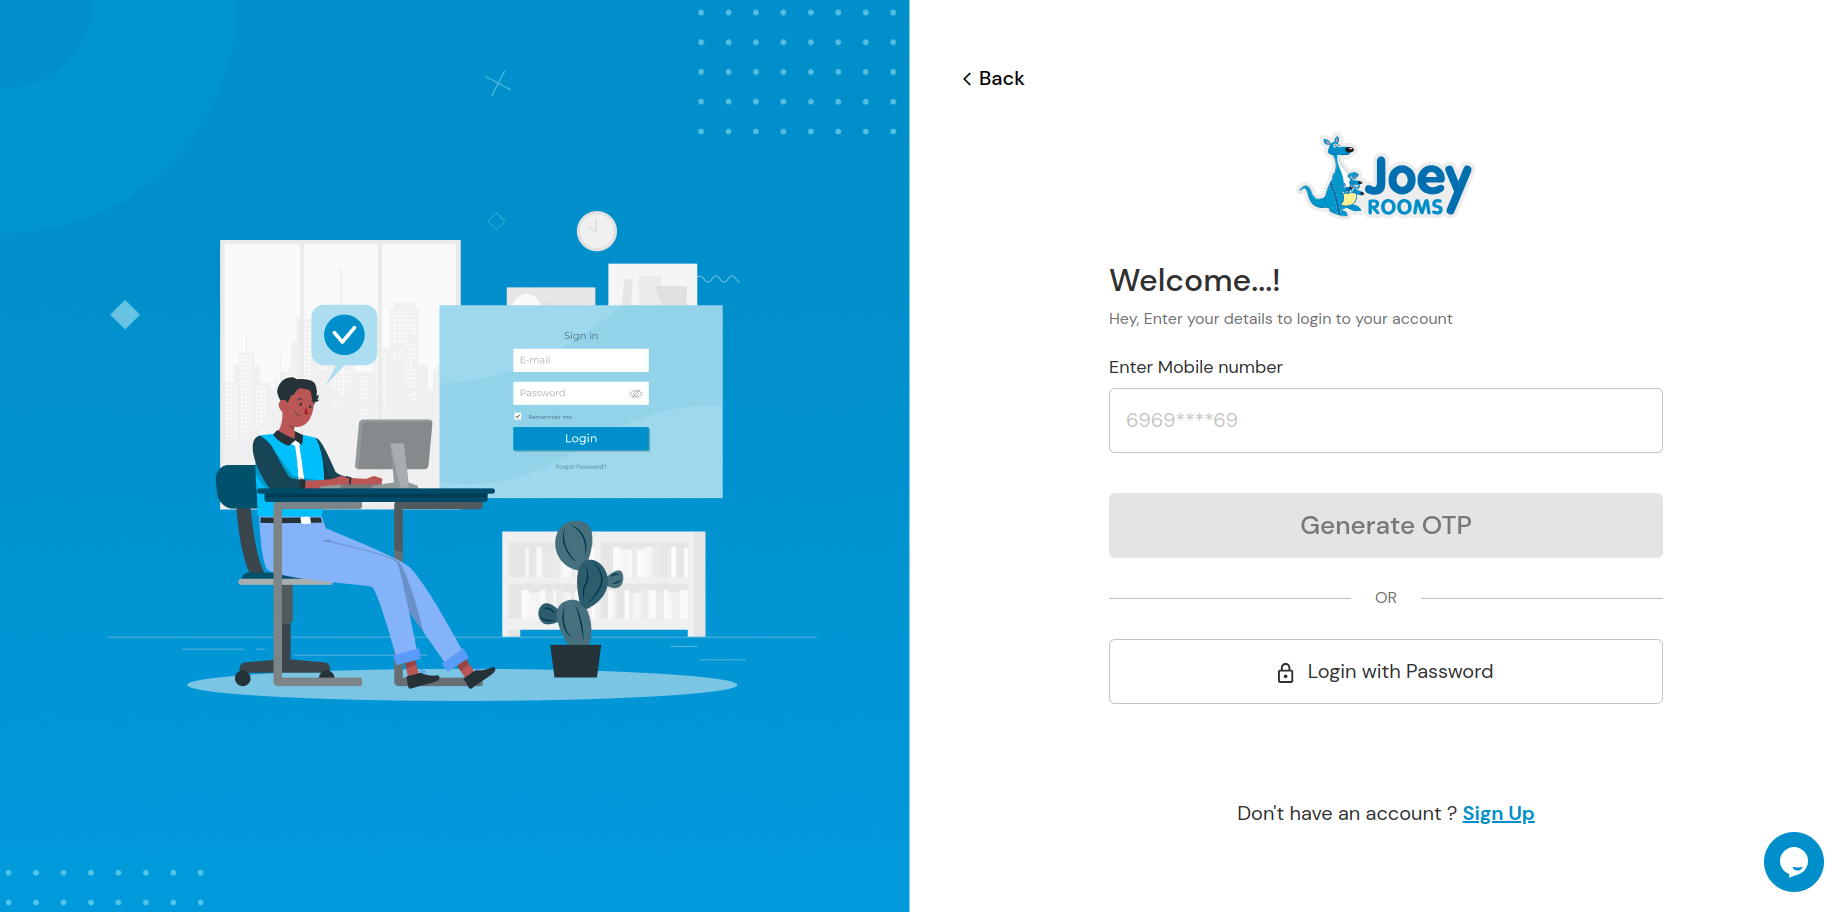 Sign in
E-mail
Password
Remember me
Login
Forgot Password?
< Back
Joey
ROOMS
Welcome...!
Hey, Enter your details to login to your account
Enter Mobile number
6969****69
Generate OTP
OR
Login with Password
Don't have an account ? Sign Up